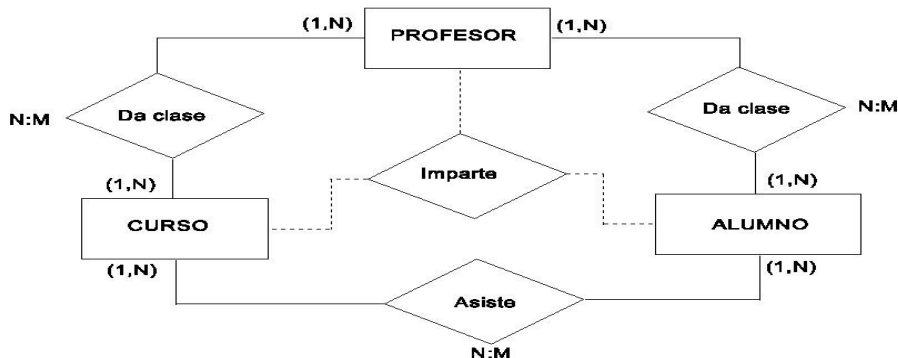 (1,N)
PROFESOR
(1,N)
N:M
Da clase
Da clase
N:M
Imparte
(1,N)
(1,N)
CURSO
ALUMNO
(1,N)
(1,N)
Asiste
N:M